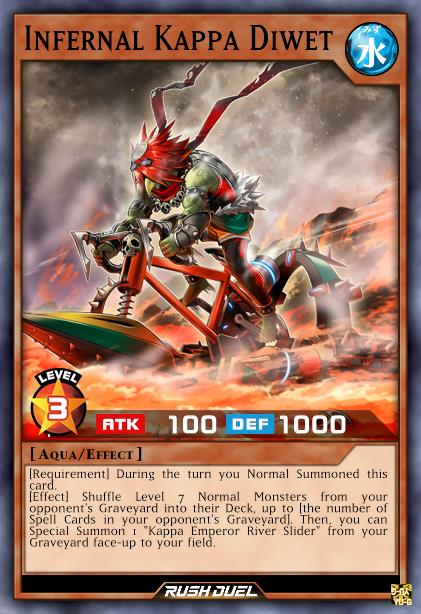 INFERNAL KAPPA DIWET
みず
水
LEVEL
3
ATK 100 DEF 1000
[ AQUA/EFFECT ]
[Requirement] During the turn you Normal Summoned this
card.
[Effect] Shuffle Level 7 Normal Monsters from your
opponent's Graveyard into their Deck, up to [the number of
Spell Cards in your opponent's Graveyard]. Then, you can
Special Summon 1 "Kappa Emperor River Slider" from your
Graveyard face-up to your field.
RUSH DUEL